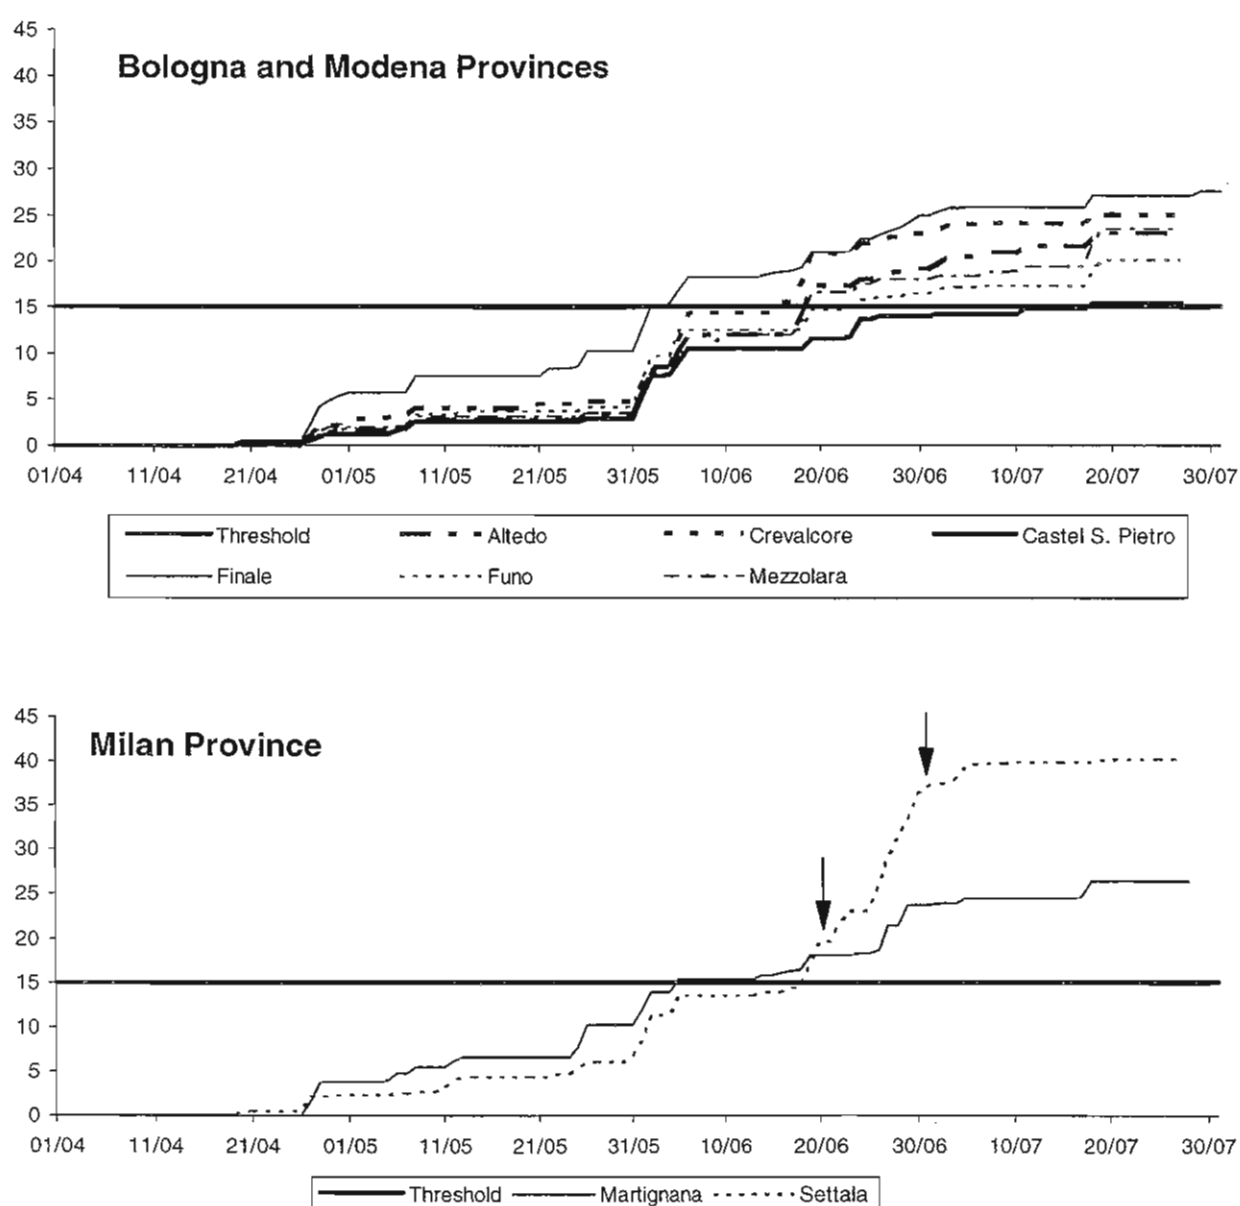 45
Bologna and Modena Provinces
40
35
30
25
20
15
10
5
0
01/04 11/04 21/04 01/05 11/05 21/05 31/05 10/06 20/06 30/06 10/07 20/07 30/07
Threshold Altedo Crevalcore Castel S. Pietro
Finale Funo Mezzolara
45
Milan Province
40
35
30
25
20
15
10
5
0
01/04 11/04 21/04 01/05 11/05 21/05 31/05 10/06 20/06 30/06 10/07 20/07 30/07
Threshold Martignana Settala